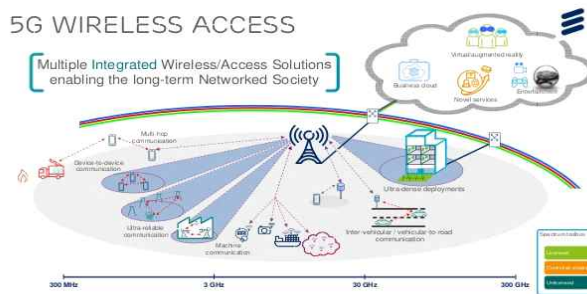 5G WIRELESS ACCESS
Multiple Integrated Wireless/Access Solutions
enabling the long-term Networked Society
Virtual augmented reality
Business cloud
Novel services
Multi-hop
communication
Device-to-device
communication
Ultra-reliable
communication
Machine
communication
Ultra-dense deployments
Inter-vehicular / vehicular-to-road
communication
Licensed
Unlicensed
300 MHz
3 GHz
30 GHz
300 GHz